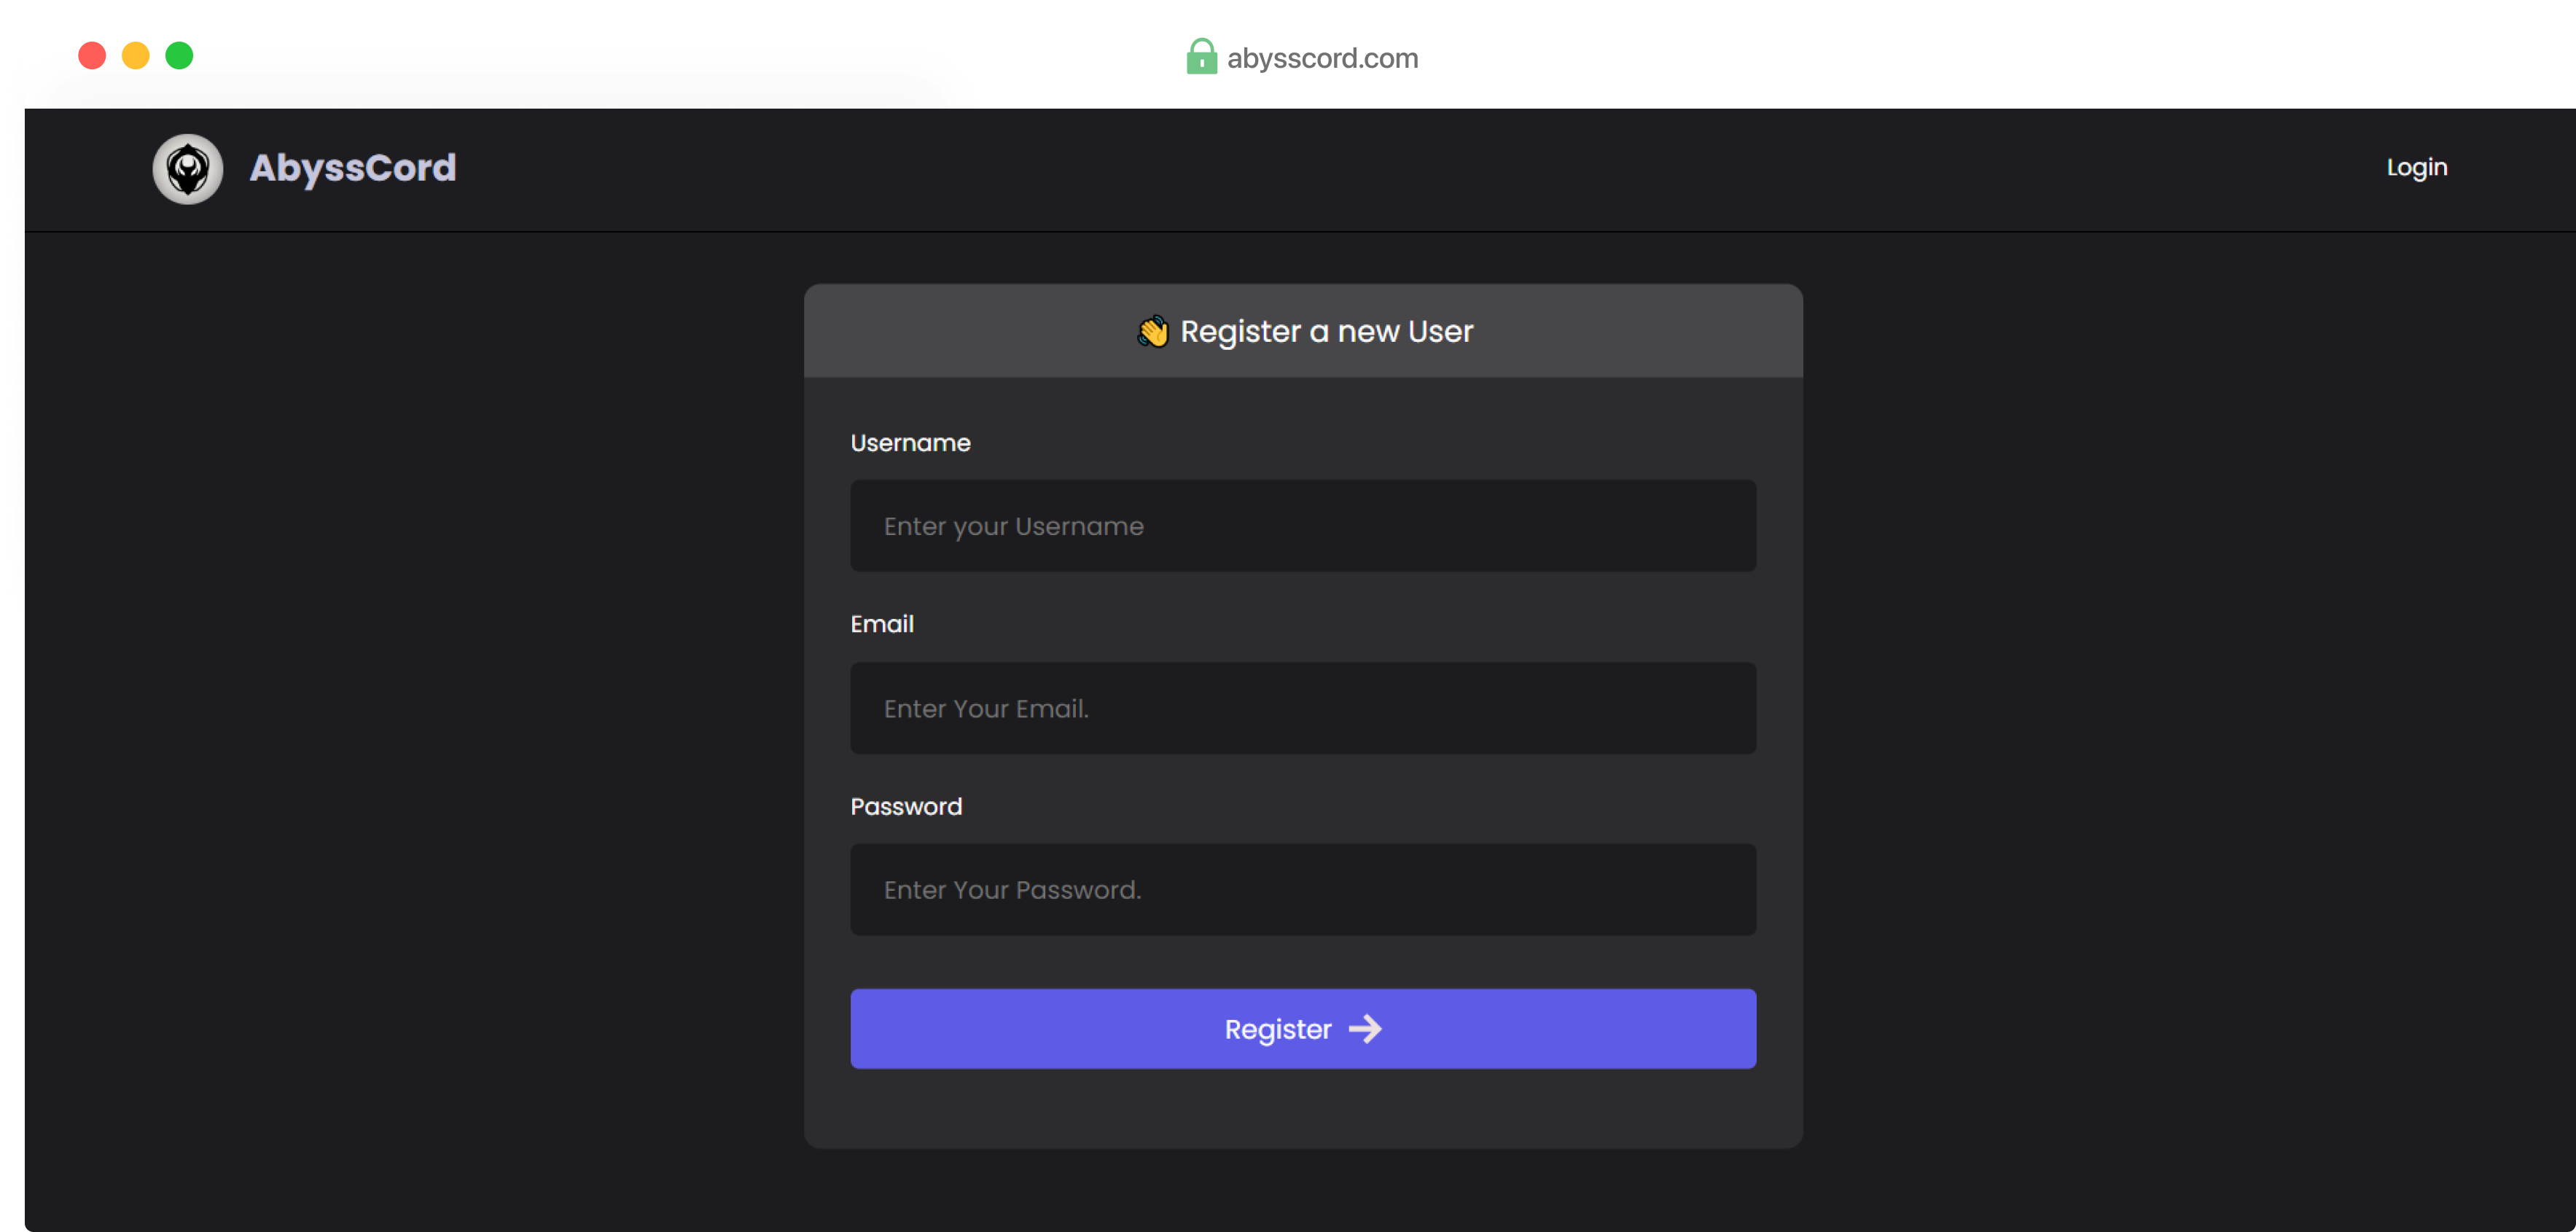 abysscord.com
AbyssCord
Login
👋 Register a new User
Username
Enter your Username
Email
Enter Your Email.
Password
Enter Your Password.
Register →